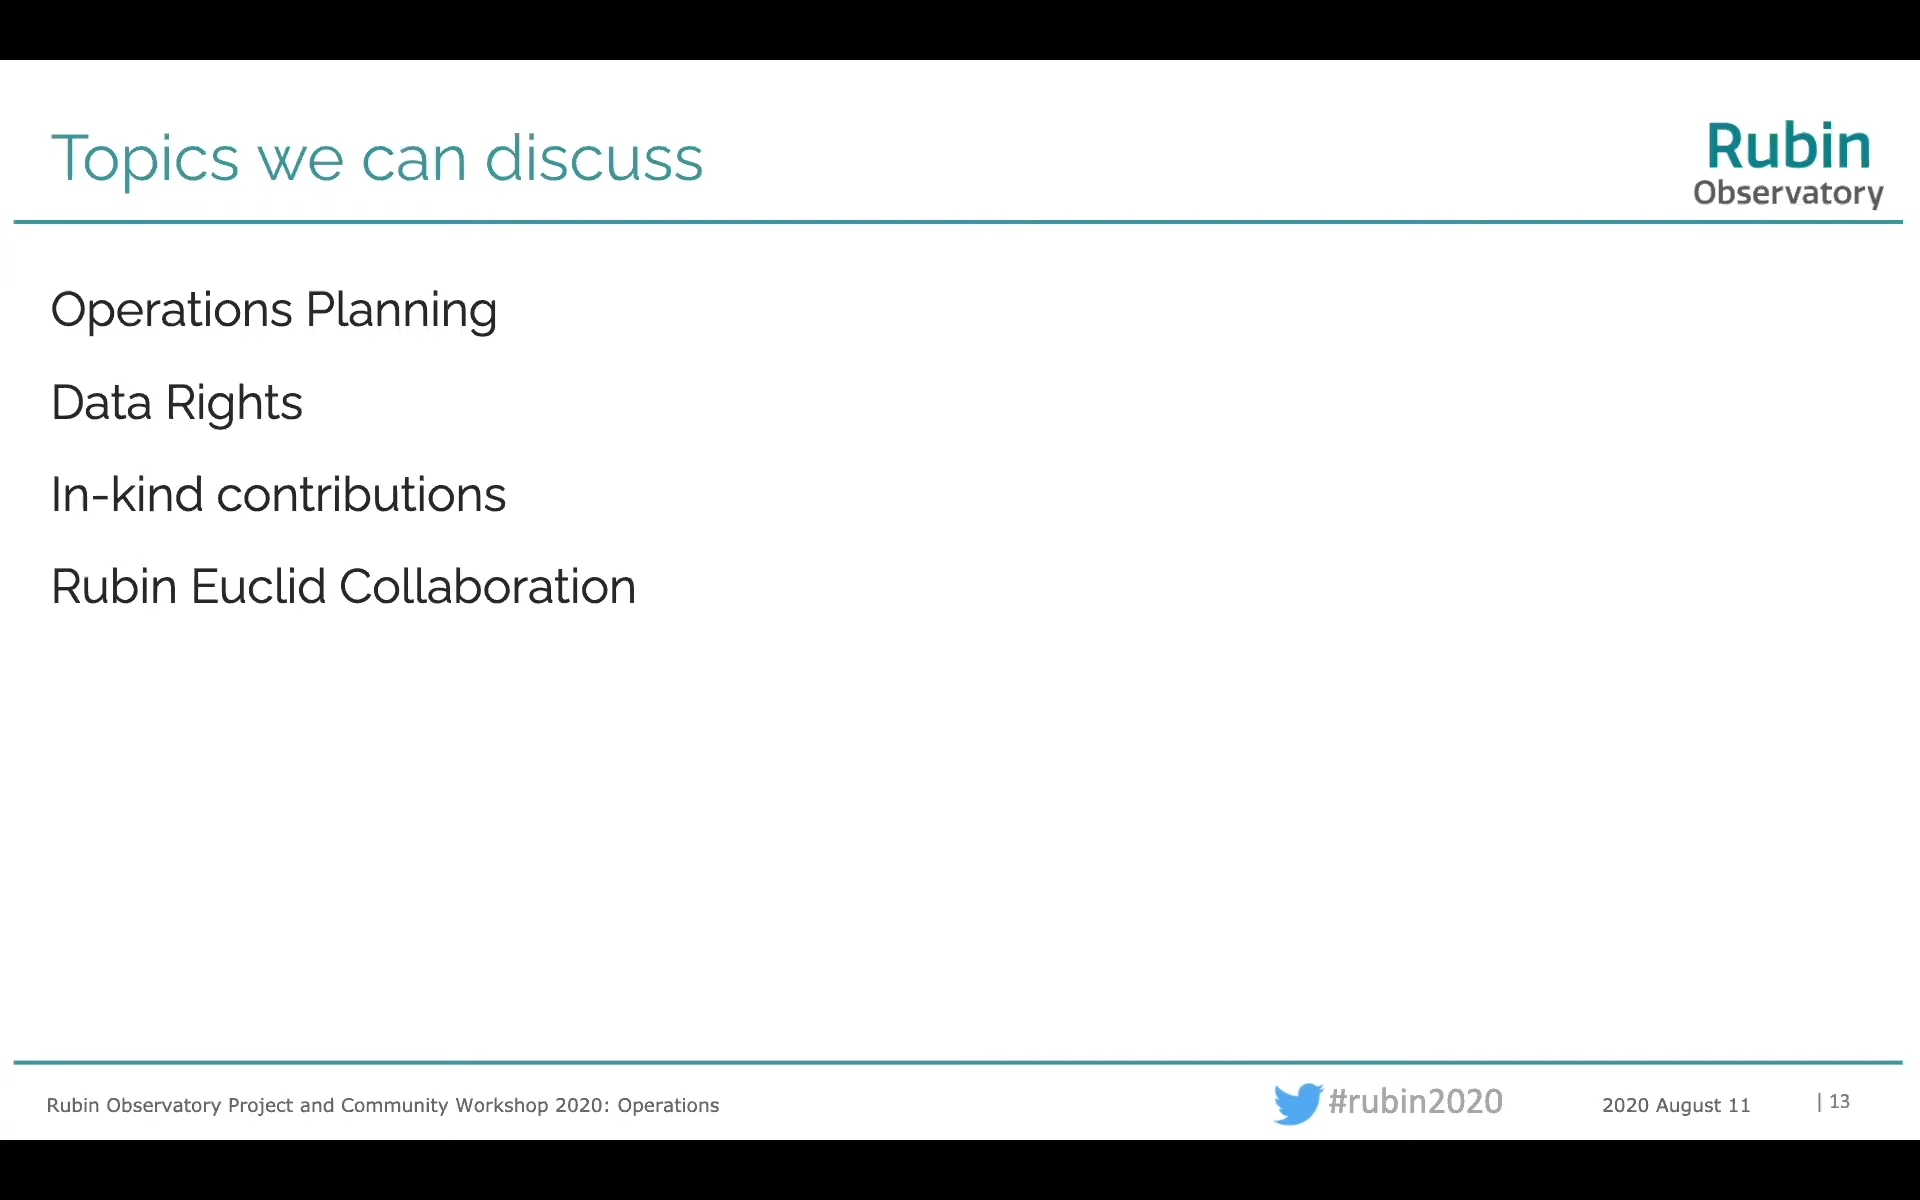 Topics we can discuss
Rubin
Observatory
Operations Planning
Data Rights
In-kind contributions
Rubin Euclid Collaboration
Rubin Observatory Project and Community Workshop 2020: Operations
#rubin2020
2020 August 11
| 13